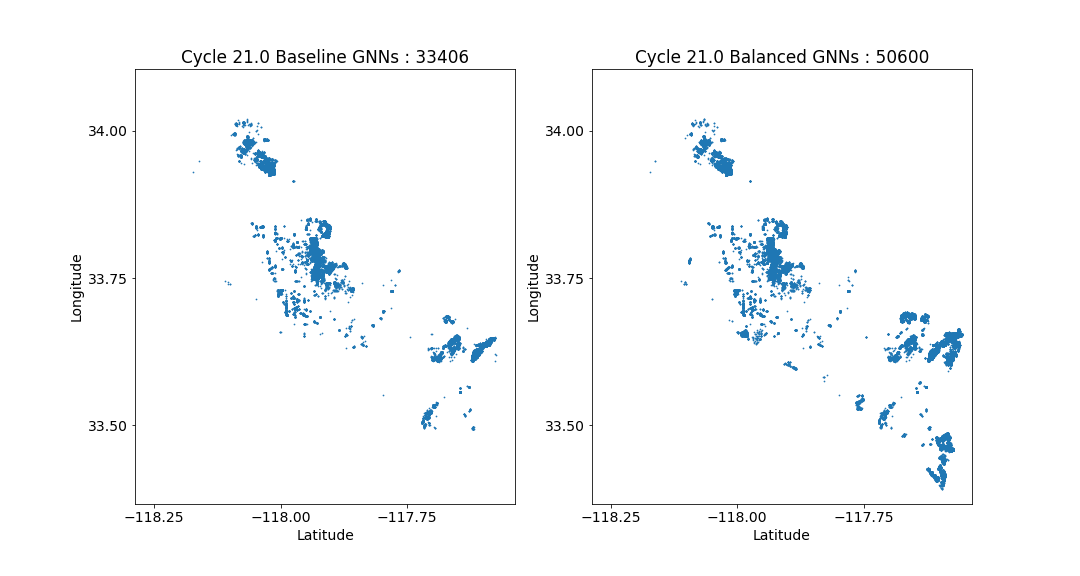 Cycle 21.0 Baseline GNNs : 33406
34.00
33.75
33.50
Longitude
−118.25
−118.00
−117.75
Latitude
Cycle 21.0 Balanced GNNs : 50600
34.00
33.75
33.50
Longitude
−118.25
−118.00
−117.75
Latitude